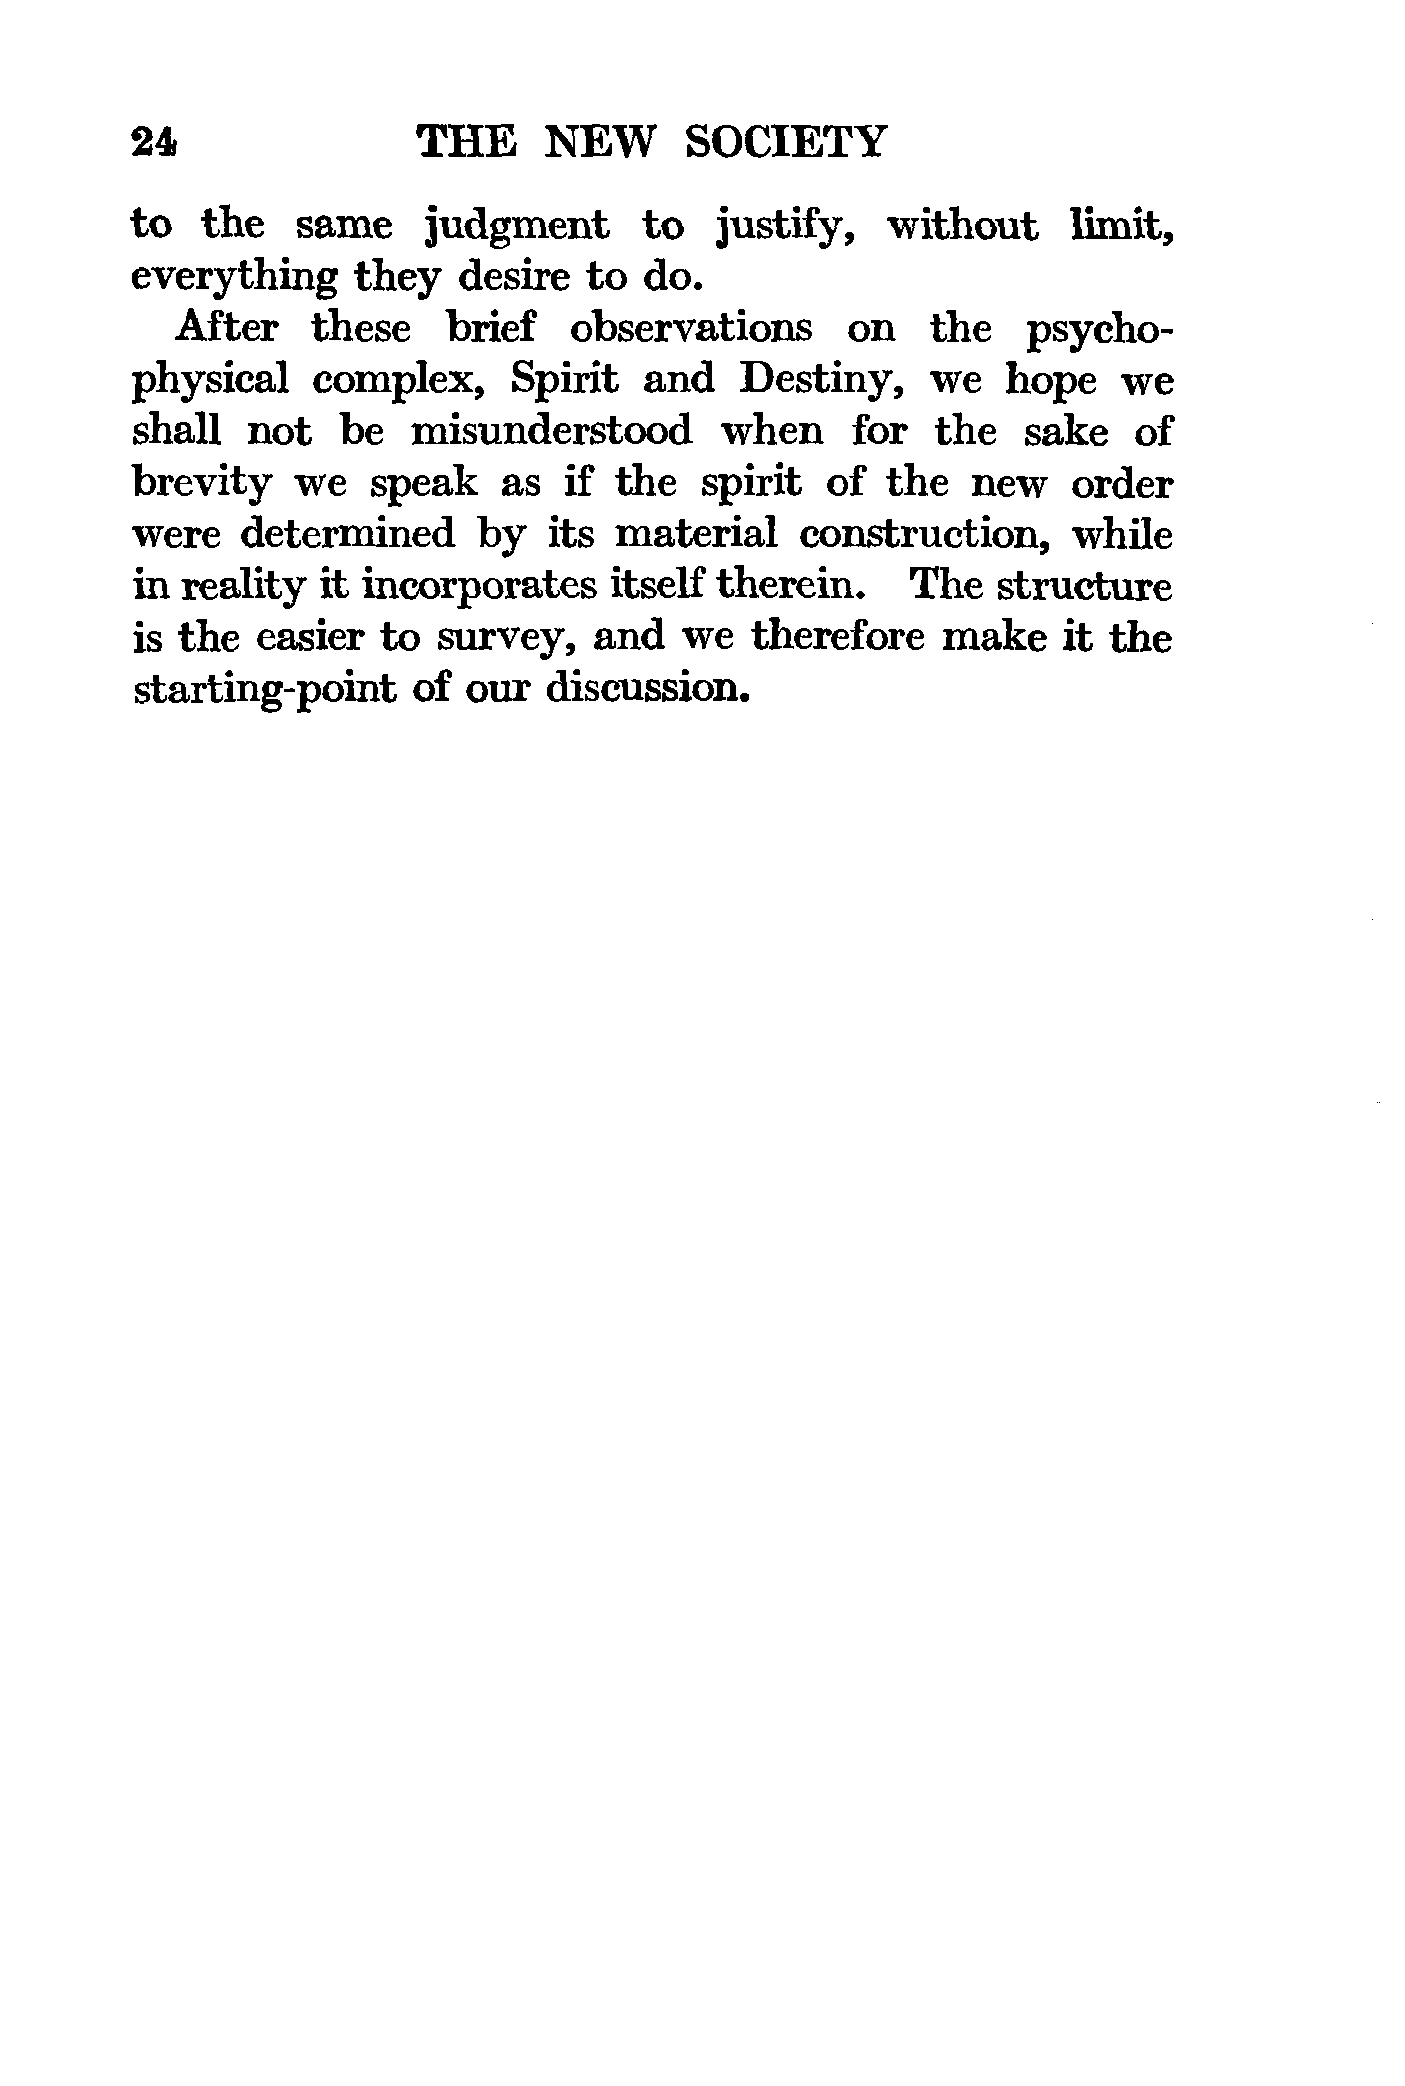 24 THE NEW SOCIETY
to the same judgment to justify, without limit,
everything they desire to do.
After these brief observations on the psycho-
physical complex, Spirit and Destiny, we hope we
shall not be misunderstood when for the sake of
brevity we speak as if the spirit of the new order
were determined by its material construction, while
in reality it incorporates itself therein. The structure
is the easier to survey, and we therefore make it the
starting-point of our discussion.